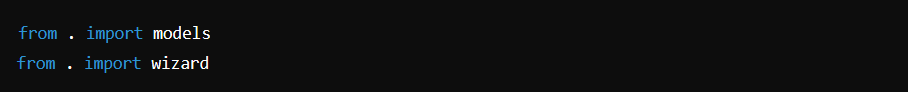 from . import models
from . import wizard